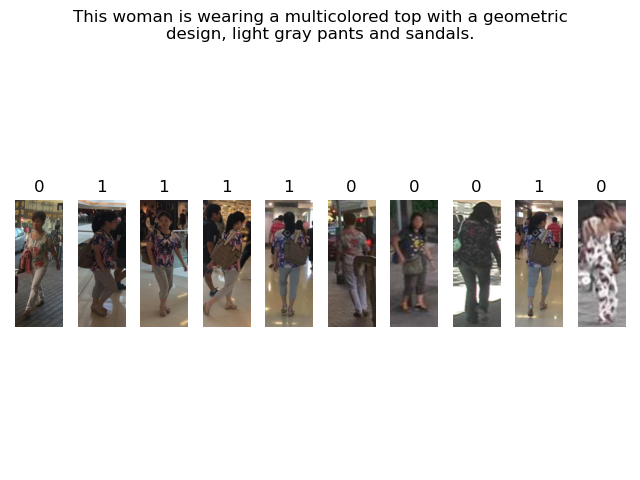 This woman is wearing a multicolored top with a geometric
design, light gray pants and sandals.
0 1 1 1 1 0 0 0 1 0